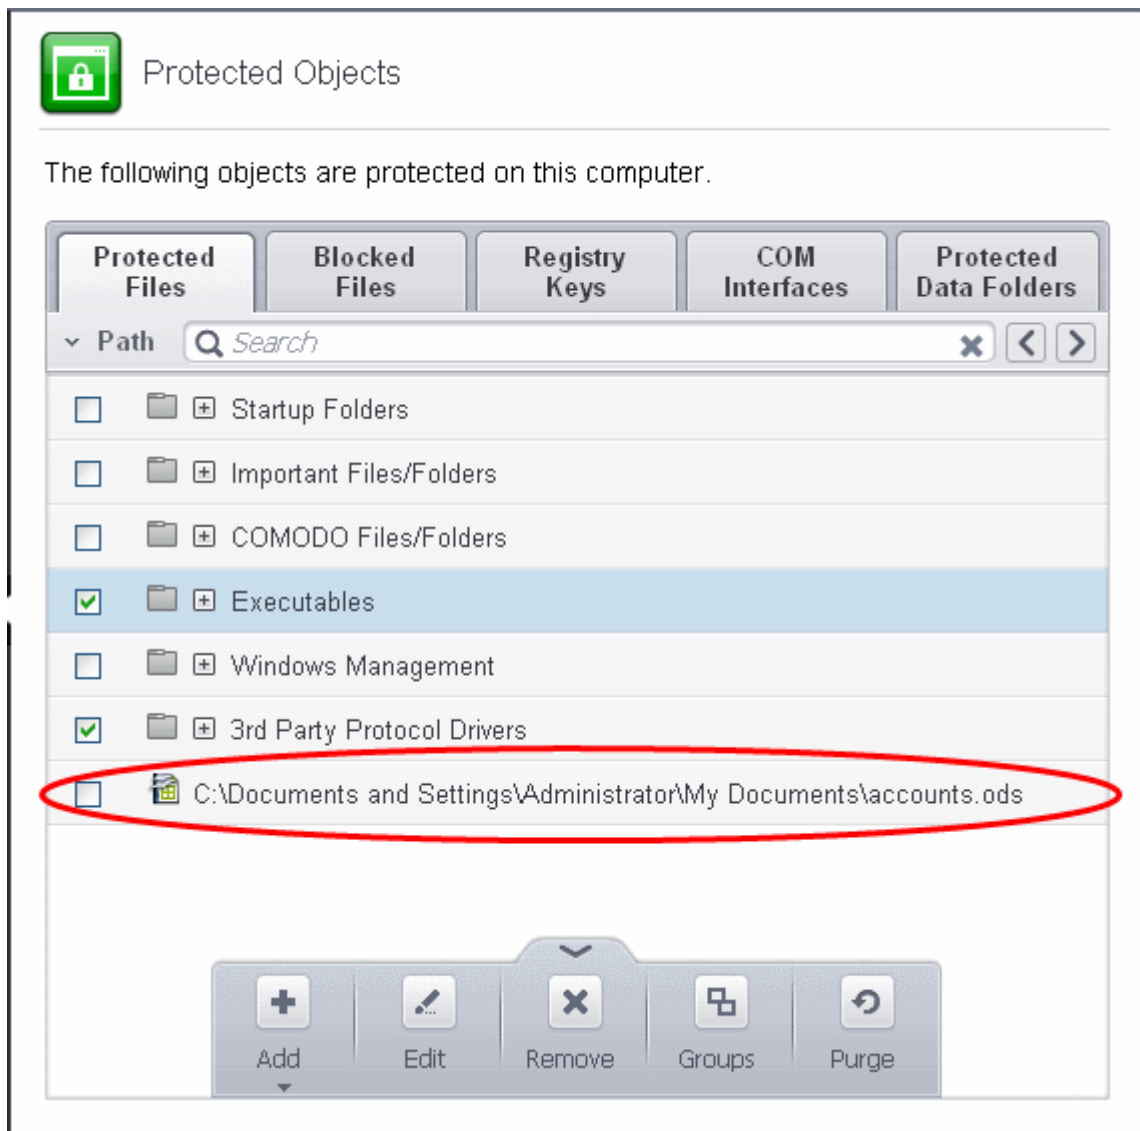 Protected Objects
The following objects are protected on this computer.
Protected Files
Blocked Files
Registry Keys
COM Interfaces
Protected Data Folders
Path
Search
Startup Folders
Important Files/Folders
COMODO Files/Folders
Executables
Windows Management
3rd Party Protocol Drivers
C:\Documents and Settings\Administrator\My Documents\accounts.ods
Add
Edit
Remove
Groups
Purge